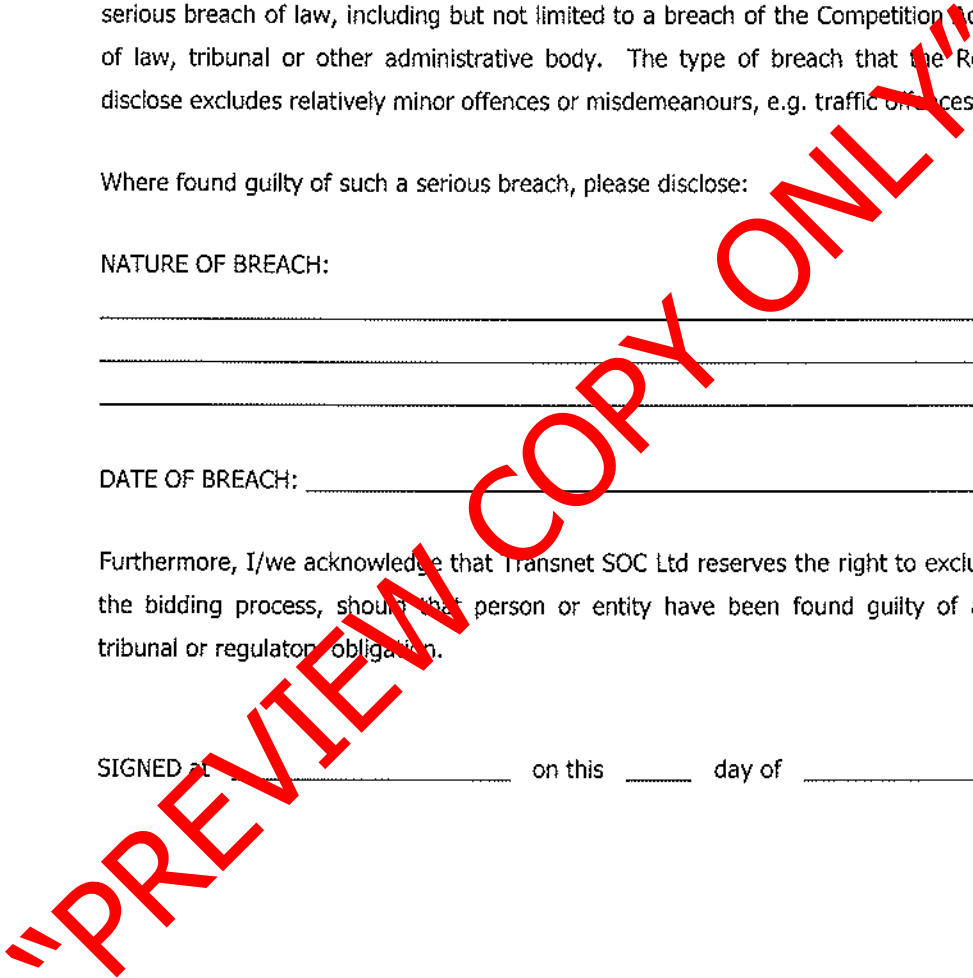 serious breach of law, including but not limited to a breach of the Competition
of law, tribunal or other administrative body. The type of breach that the
disclose excludes relatively minor offences or misdemeanours, e.g. traffic offences
Where found guilty of such a serious breach, please disclose:
NATURE OF BREACH:
DATE OF BREACH:
Furthermore, I/we acknowledge that Transnet SOC Ltd reserves the right to
the bidding process, should that person or entity have been found guilty of
tribunal or regulatory obligation.
SIGNED at on this day of
"PREVIEW COPY ONLY"